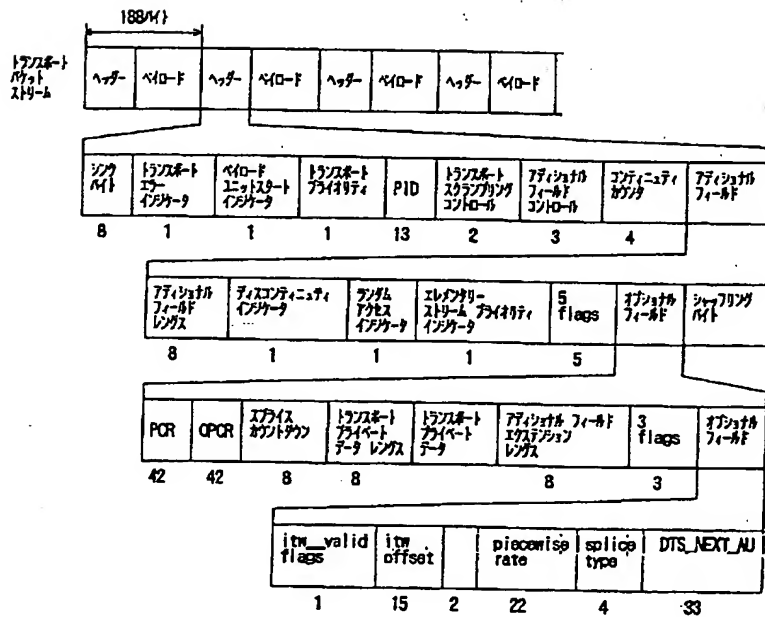 188バイト
トランスポート
パケット
ストリーム
ヘッダー
ペイロード
ヘッダー
ペイロード
ヘッダー
ペイロード
ヘッダー
ペイロード
シンク
バイト
トランスポート
エラー
インジケータ
ペイロード
ユニットスタート
インジケータ
トランスポート
プライオリティ
PID
トランスポート
スクランブリング
コントロール
アディショナル
フィールド
コントロール
コンティニュティ
カウンタ
アディショナル
フィールド
8
1
1
1
13
2
3
4
アディショナル
フィールド
レングス
ディスコンティニュティ
インジケータ
ランダム
アクセス
インジケータ
エレメンタリー
ストリーム プライオリティ
インジケータ
5
flags
オプショナル
フィールド
シャッフリング
バイト
8
1
1
1
5
PCR
OPCR
スプライス
カウントダウン
トランスポート
プライベート
データ レングス
トランスポート
プライベート
データ
アディショナル フィールド
エクステンション
レングス
3
flags
オプショナル
フィールド
42
42
8
8
8
3
itw_valid
flags
itw
offset
piecewise
rate
splice
type
DTS_NEXT_AU
1
15
2
22
4
33